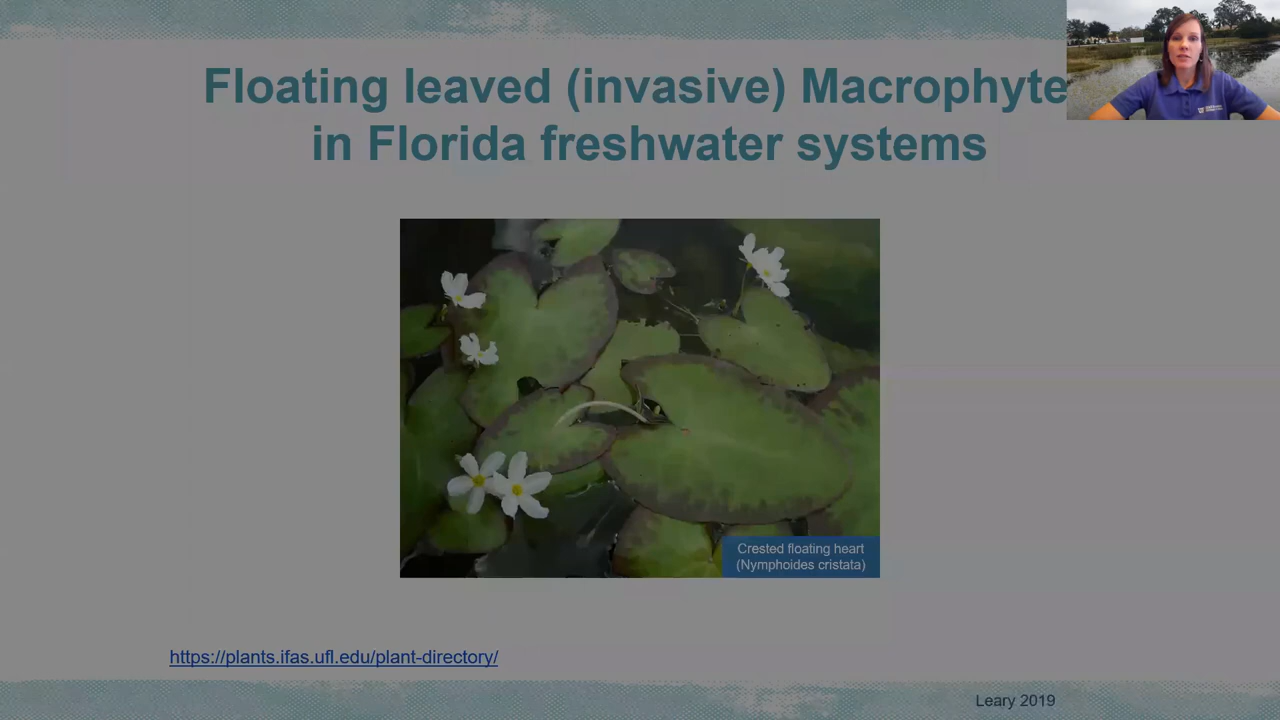 Floating leaved (invasive) Macrophyte
in Florida freshwater systems
Crested floating heart
(Nymphoides cristata)
https://plants.ifas.ufl.edu/plant-directory/
Leary 2019